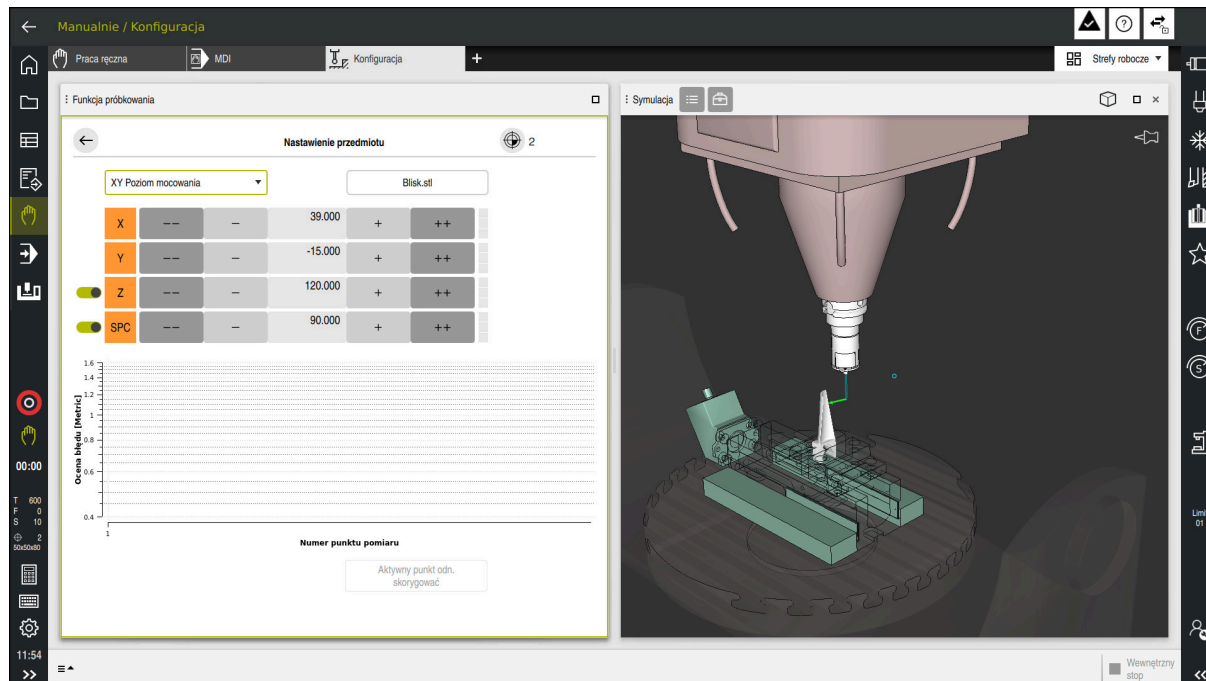 Manualnie / Konfiguracja
Praca ręczna
MDI
Konfiguracja
+
Strefy robocze
Funkcja próbkowania
Symulacja
Nastawienie przedmiotu
2
XY Poziom mocowania
Blisk.stl
X -- - 39.000 + ++
Y -- - -15.000 + ++
Z -- - 120.000 + ++
SPC -- - 90.000 + ++
1.6
1.4
1.2
1
0.8
0.6
0.4
Ocena błędu [Metric]
1
Numer punktu pomiaru
Aktywny punkt odn.
skorygować
00:00
T 600
F 0
S 10
2
50x50x80
11:54
F
S
Limit
01
Wewnętrzny
stop